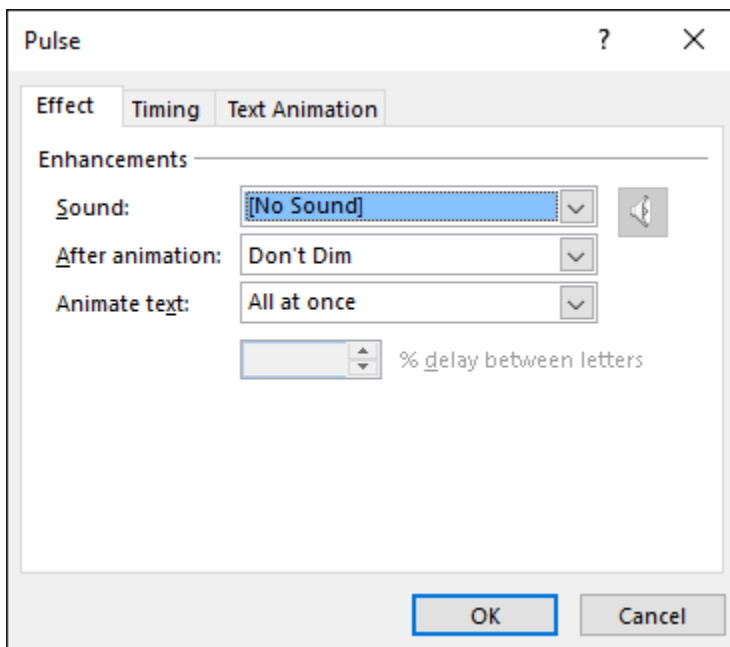 Pulse ?
Effect Timing Text Animation
Enhancements
Sound: [No Sound]
After animation: Don't Dim
Animate text: All at once
% delay between letters
OK Cancel